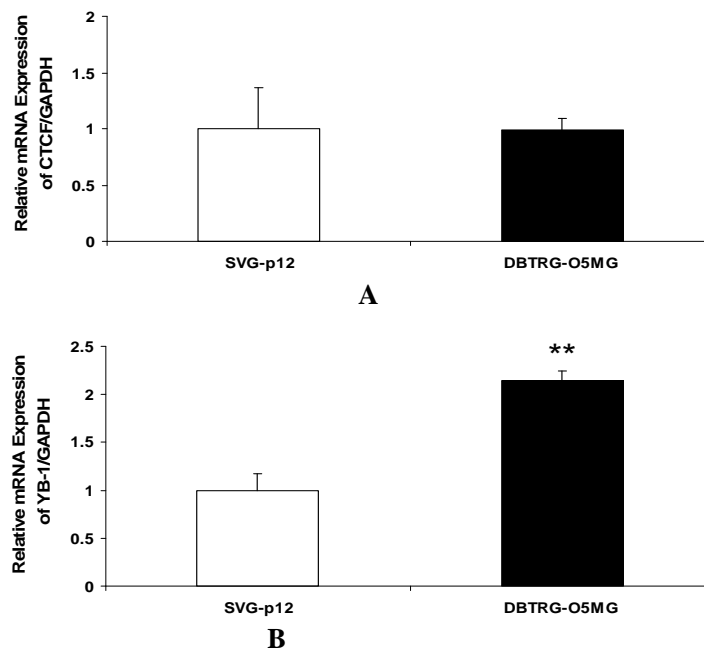 Relative mRNA Expression
of CTCF/GAPDH
2
1.5
1
0.5
0
SVG-p12
DBTRG-O5MG
A
Relative mRNA Expression
of YB-1/GAPDH
2.5
2
1.5
1
0.5
0
**
SVG-p12
DBTRG-O5MG
B